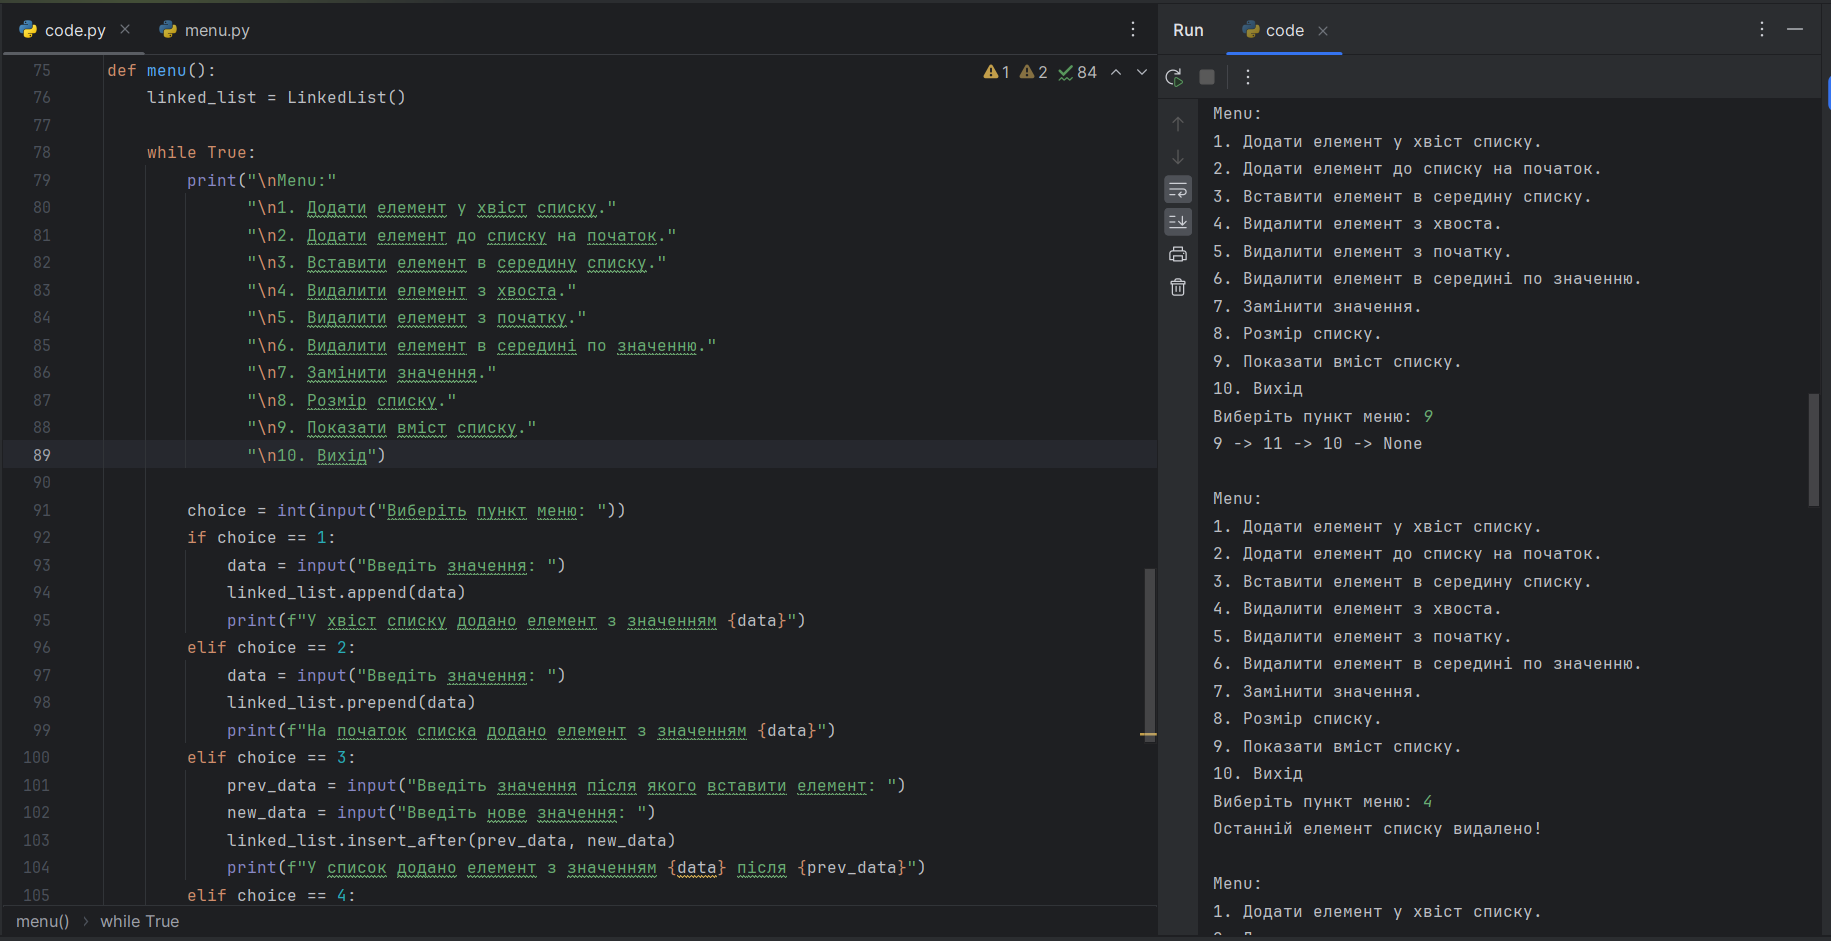 code.py
menu.py
1 2 84
75 def menu():
76 linked_list = LinkedList()
77
78 while True:
79 print("\nMenu:"
80 "\n1. Додати елемент у хвіст списку."
81 "\n2. Додати елемент до списку на початок."
82 "\n3. Вставити елемент в середину списку."
83 "\n4. Видалити елемент з хвоста."
84 "\n5. Видалити елемент з початку."
85 "\n6. Видалити елемент в середині по значенню."
86 "\n7. Замінити значення."
87 "\n8. Розмір списку."
88 "\n9. Показати вміст списку."
89 "\n10. Вихід")
90
91 choice = int(input("Виберіть пункт меню: "))
92 if choice == 1:
93 data = input("Введіть значення: ")
94 linked_list.append(data)
95 print(f"У хвіст списку додано елемент з значенням {data}")
96 elif choice == 2:
97 data = input("Введіть значення: ")
98 linked_list.prepend(data)
99 print(f"На початок списка додано елемент з значенням {data}")
100 elif choice == 3:
101 prev_data = input("Введіть значення після якого вставити елемент: ")
102 new_data = input("Введіть нове значення: ")
103 linked_list.insert_after(prev_data, new_data)
104 print(f"У список додано елемент з значенням {data} після {prev_data}")
105 elif choice == 4:
menu() › while True
Run
code
Menu:
1. Додати елемент у хвіст списку.
2. Додати елемент до списку на початок.
3. Вставити елемент в середину списку.
4. Видалити елемент з хвоста.
5. Видалити елемент з початку.
6. Видалити елемент в середині по значенню.
7. Замінити значення.
8. Розмір списку.
9. Показати вміст списку.
10. Вихід
Виберіть пункт меню: 9
9 -> 11 -> 10 -> None

Menu:
1. Додати елемент у хвіст списку.
2. Додати елемент до списку на початок.
3. Вставити елемент в середину списку.
4. Видалити елемент з хвоста.
5. Видалити елемент з початку.
6. Видалити елемент в середині по значенню.
7. Замінити значення.
8. Розмір списку.
9. Показати вміст списку.
10. Вихід
Виберіть пункт меню: 4
Останній елемент списку видалено!

Menu:
1. Додати елемент у хвіст списку.